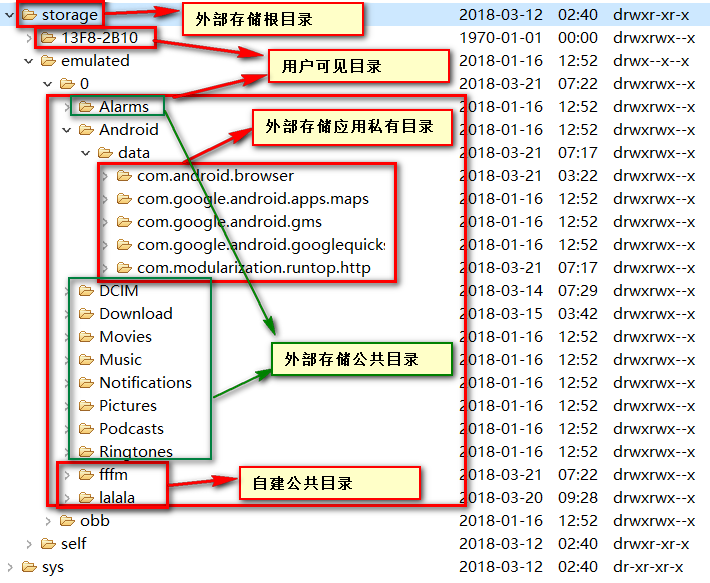 storage 2018-03-12 02:40 drwxr-xr-x
外部存储根目录
13F8-2B10 1970-01-01 00:00 drwxrwx--x
emulated 2018-01-16 12:52 drwx--x--x
用户可见目录
0 2018-03-21 07:22 drwxrwx--x
Alarms 2018-01-16 12:52 drwxrwx--x
Android 2018-01-16 12:52 drwxrwx--x
外部存储应用私有目录
data 2018-03-21 07:17 drwxrwx--x
com.android.browser 2018-03-21 03:22 drwxrwx--x
com.google.android.apps.maps 2018-01-16 12:52 drwxrwx--x
com.google.android.gms 2018-01-16 12:52 drwxrwx--x
com.google.android.googlequicks 2018-01-16 12:52 drwxrwx--x
com.modularization.runtop.http 2018-03-21 07:17 drwxrwx--x
DCIM 2018-03-14 07:29 drwxrwx--x
Download 2018-03-15 03:42 drwxrwx--x
Movies 2018-01-16 12:52 drwxrwx--x
Music 2018-01-16 12:52 drwxrwx--x
外部存储公共目录
Notifications 2018-01-16 12:52 drwxrwx--x
Pictures 2018-01-16 12:52 drwxrwx--x
Podcasts 2018-01-16 12:52 drwxrwx--x
Ringtones 2018-01-16 12:52 drwxrwx--x
fffm 2018-03-21 07:22 drwxrwx--x
自建公共目录
lalala 2018-03-20 09:28 drwxrwx--x
obb 2018-01-16 12:52 drwxrwx--x
self 2018-03-12 02:40 drwxr-xr-x
sys 2018-03-12 02:40 dr-xr-xr-x